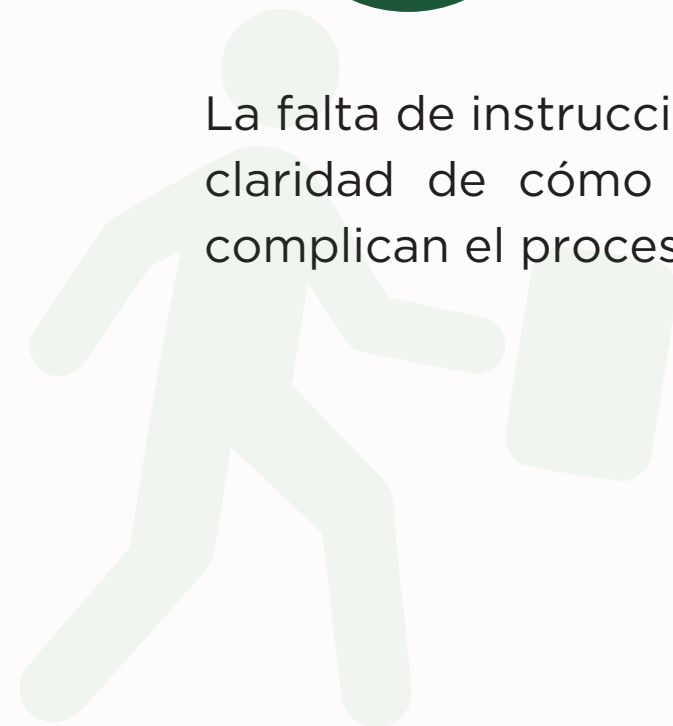 La falta de instrucci
claridad de cómo
complican el proces